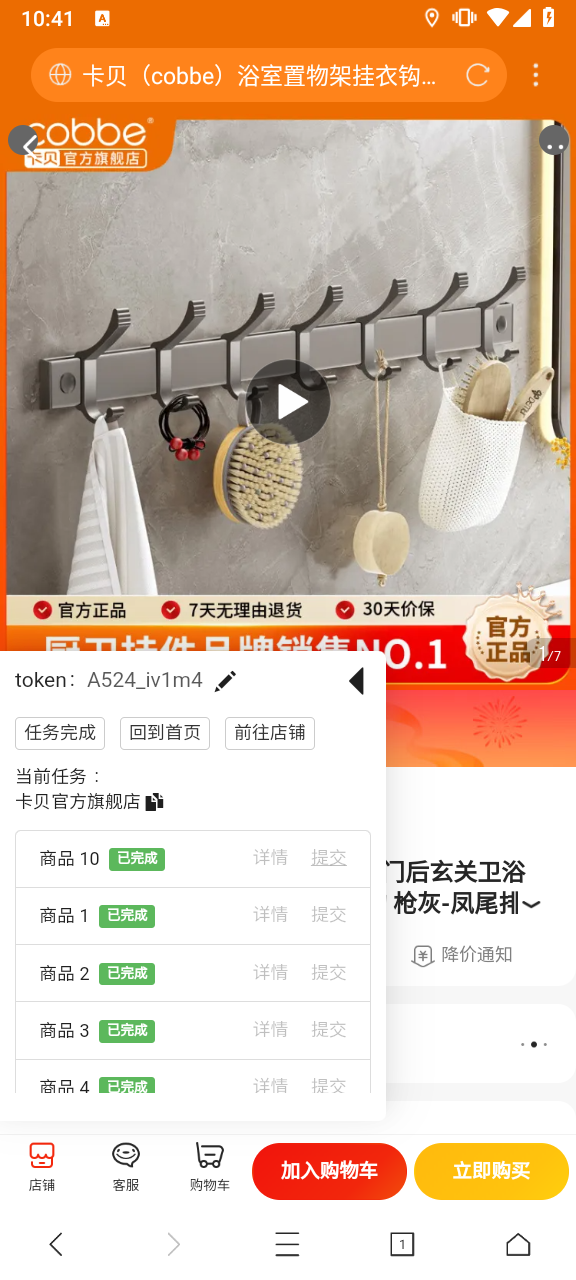 10:41
A
卡贝（cobbe）浴室置物架挂衣钩...
cobbe®
卡贝 官方旗舰店
官方正品
7天无理由退货
30天价保
厨卫挂件品牌销售NO.1
官方
正品
1/7
token： A524_iv1m4
任务完成
回到首页
前往店铺
当前任务：
卡贝官方旗舰店
商品 10 已完成 详情 提交
商品 1 已完成 详情 提交
商品 2 已完成 详情 提交
商品 3 已完成 详情 提交
商品 4 已完成 详情 提交
门后玄关卫浴
枪灰-凤尾排
降价通知
店铺
客服
购物车
加入购物车
立即购买
1